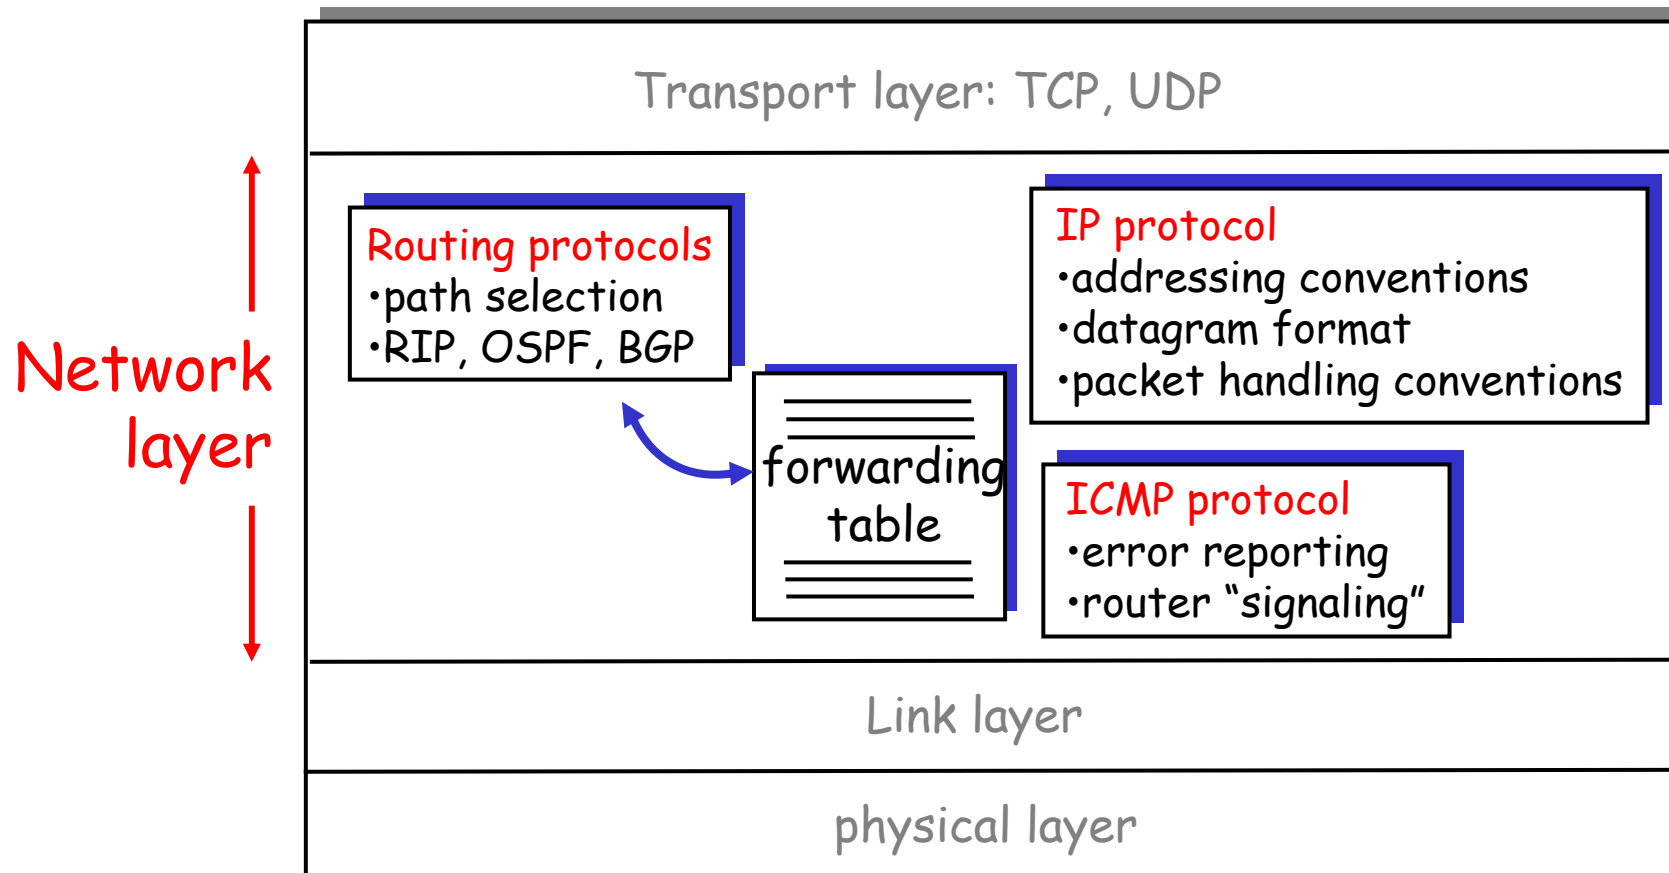 Transport layer: TCP, UDP
Network
layer
Routing protocols
•path selection
•RIP, OSPF, BGP
forwarding
table
IP protocol
•addressing conventions
•datagram format
•packet handling conventions
ICMP protocol
•error reporting
•router “signaling”
Link layer
physical layer